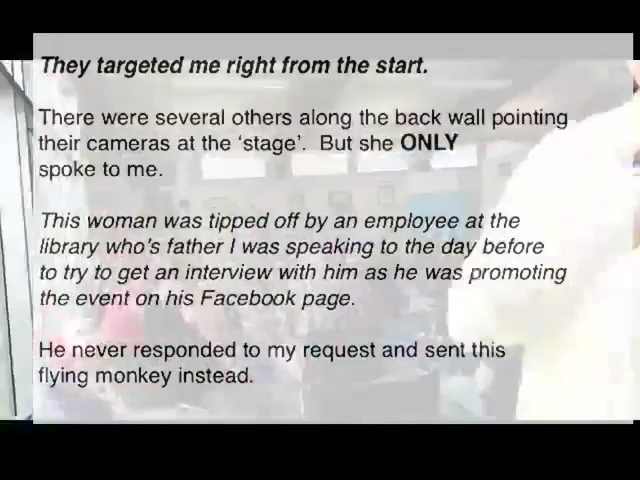 They targeted me right from the start.
There were several others along the back wall pointing
their cameras at the ‘stage’.  But she ONLY
spoke to me.
This woman was tipped off by an employee at the
library who’s father I was speaking to the day before
to try to get an interview with him as he was promoting
the event on his Facebook page.
He never responded to my request and sent this
flying monkey instead.